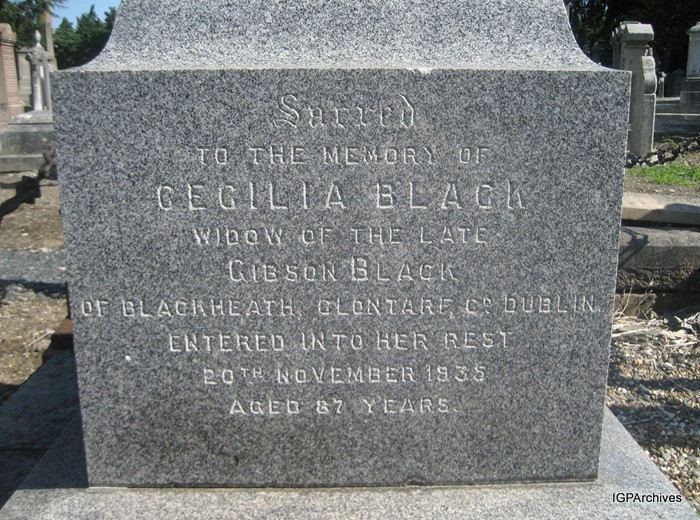 Sacred
TO THE MEMORY OF
CECILIA BLACK
WIDOW OF THE LATE
GIBSON BLACK
OF BLACKHEATH, CLONTARF, Co DUBLIN.
ENTERED INTO HER REST
20TH NOVEMBER 1935
AGED 87 YEARS.
IGPArchives